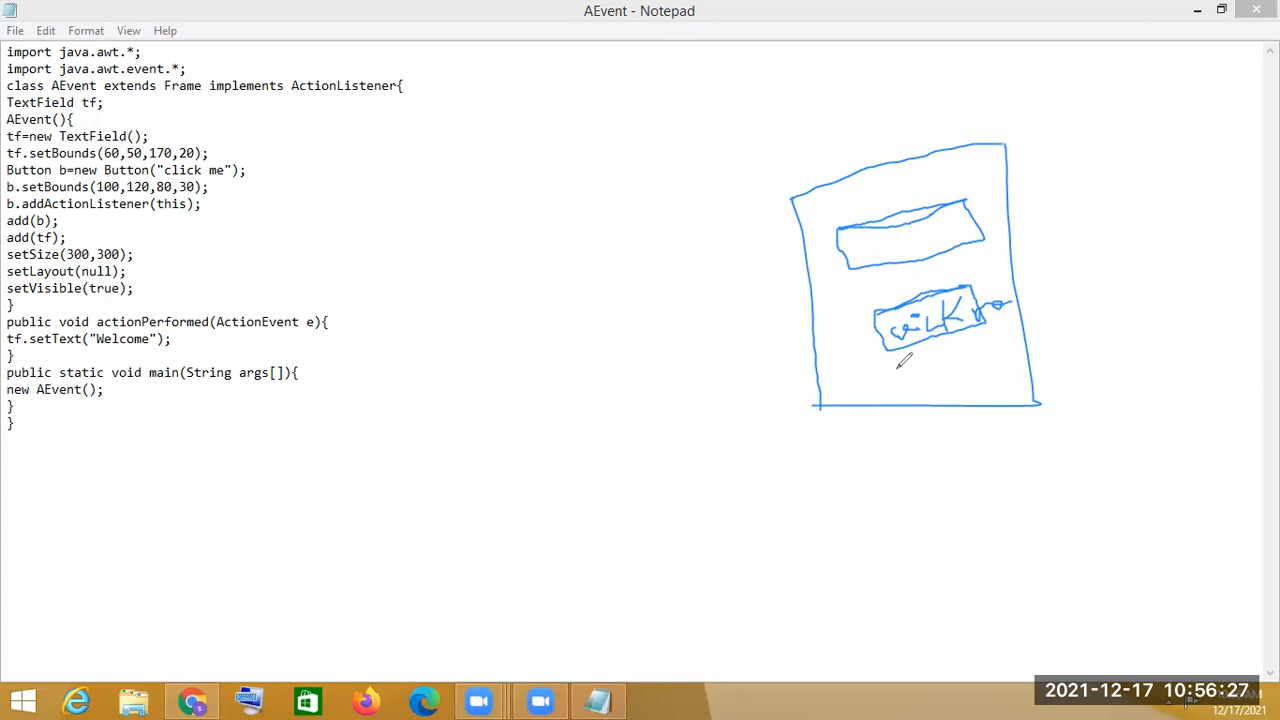 AEvent - Notepad
File Edit Format View Help
import java.awt.*;
import java.awt.event.*;
class AEvent extends Frame implements ActionListener{
TextField tf;
AEvent(){
tf=new TextField();
tf.setBounds(60,50,170,20);
Button b=new Button("click me");
b.setBounds(100,120,80,30);
b.addActionListener(this);
add(b);
add(tf);
setSize(300,300);
setLayout(null);
setVisible(true);
}
public void actionPerformed(ActionEvent e){
tf.setText("Welcome");
}
public static void main(String args[]){
new AEvent();
}
}
2021-12-17 10:56:27
12/17/2021